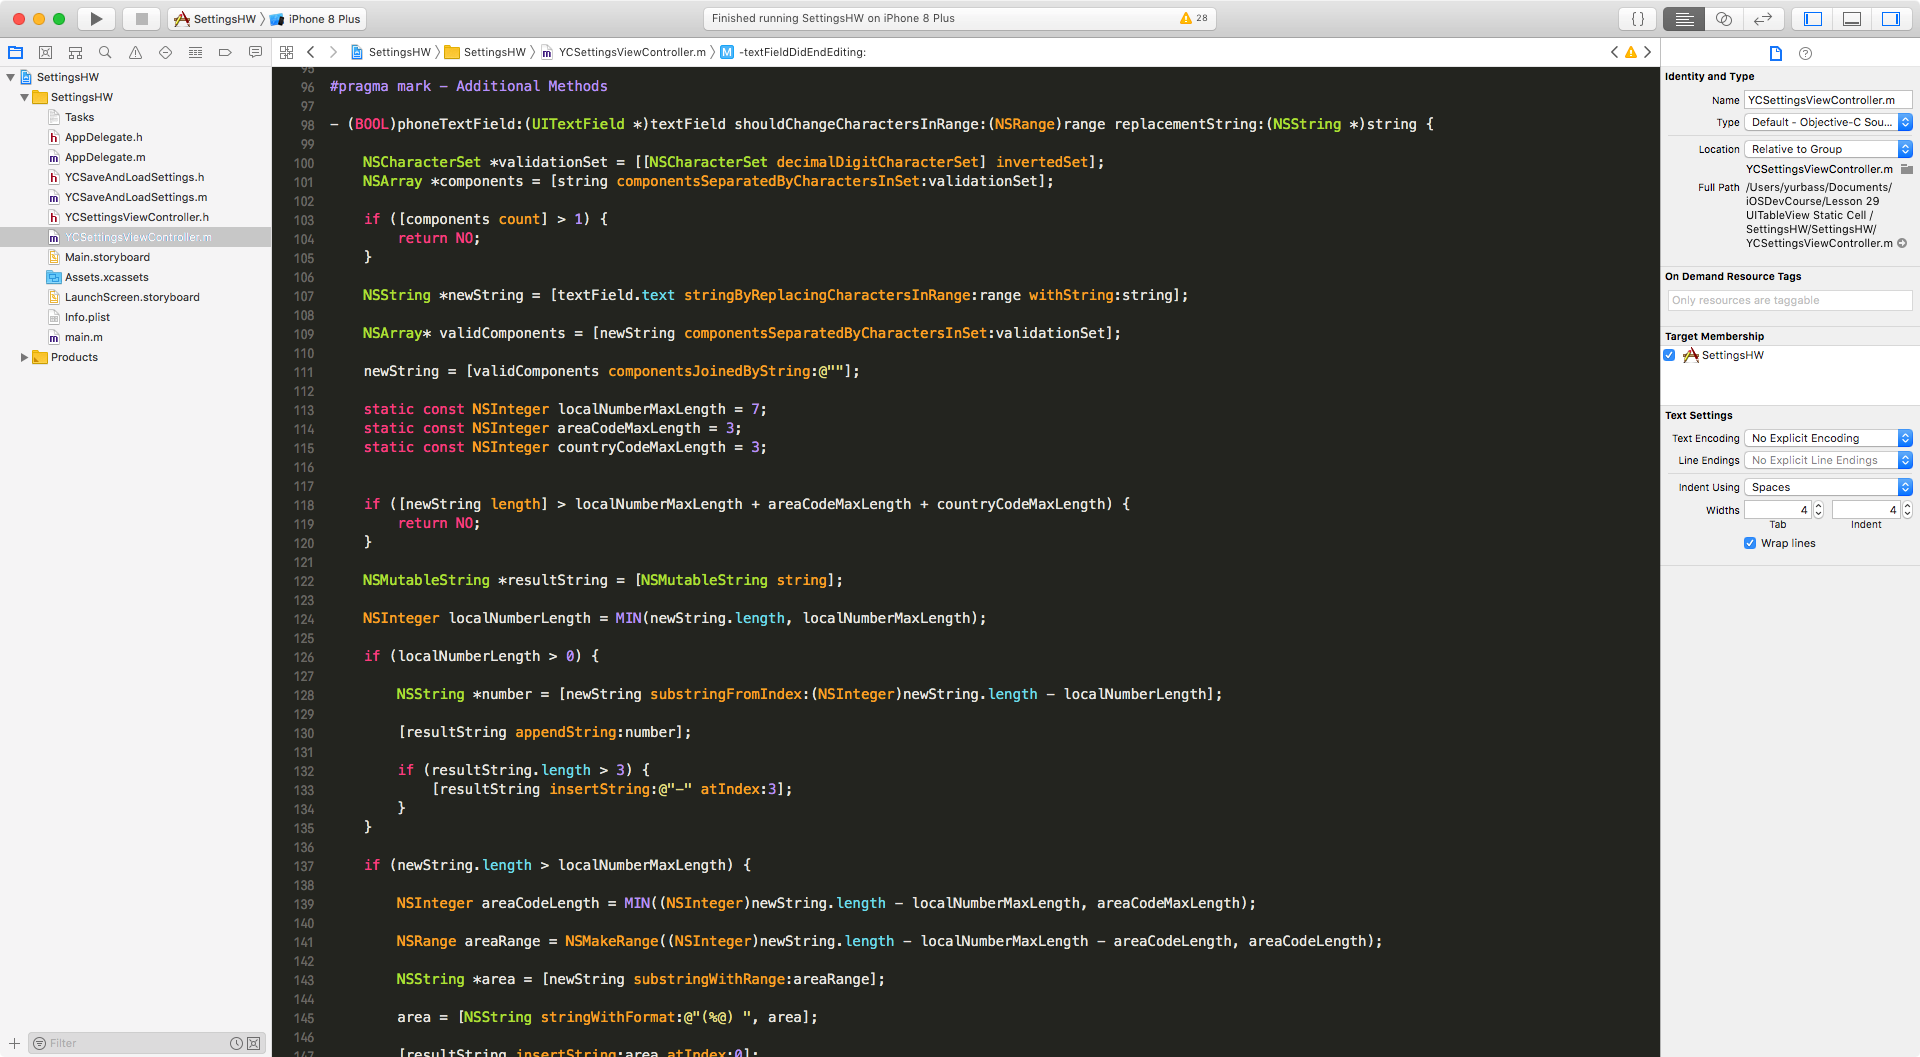 SettingsHW
iPhone 8 Plus
Finished running SettingsHW on iPhone 8 Plus
28
{ }
SettingsHW
SettingsHW
YCSettingsViewController.m
M
-textFieldDidEndEditing:
SettingsHW
SettingsHW
Tasks
AppDelegate.h
AppDelegate.m
YCSaveAndLoadSettings.h
YCSaveAndLoadSettings.m
YCSettingsViewController.h
YCSettingsViewController.m
Main.storyboard
Assets.xcassets
LaunchScreen.storyboard
Info.plist
main.m
Products
Filter
95
96 #pragma mark - Additional Methods
97
98 - (BOOL)phoneTextField:(UITextField *)textField shouldChangeCharactersInRange:(NSRange)range replacementString:(NSString *)string {
99
100 NSCharacterSet *validationSet = [[NSCharacterSet decimalDigitCharacterSet] invertedSet];
101 NSArray *components = [string componentsSeparatedByCharactersInSet:validationSet];
102
103 if ([components count] > 1) {
104 return NO;
105 }
106
107 NSString *newString = [textField.text stringByReplacingCharactersInRange:range withString:string];
108
109 NSArray* validComponents = [newString componentsSeparatedByCharactersInSet:validationSet];
110
111 newString = [validComponents componentsJoinedByString:@""];
112
113 static const NSInteger localNumberMaxLength = 7;
114 static const NSInteger areaCodeMaxLength = 3;
115 static const NSInteger countryCodeMaxLength = 3;
116
117
118 if ([newString length] > localNumberMaxLength + areaCodeMaxLength + countryCodeMaxLength) {
119 return NO;
120 }
121
122 NSMutableString *resultString = [NSMutableString string];
123
124 NSInteger localNumberLength = MIN(newString.length, localNumberMaxLength);
125
126 if (localNumberLength > 0) {
127
128 NSString *number = [newString substringFromIndex:(NSInteger)newString.length - localNumberLength];
129
130 [resultString appendString:number];
131
132 if (resultString.length > 3) {
133 [resultString insertString:@"-" atIndex:3];
134 }
135 }
136
137 if (newString.length > localNumberMaxLength) {
138
139 NSInteger areaCodeLength = MIN((NSInteger)newString.length - localNumberMaxLength, areaCodeMaxLength);
140
141 NSRange areaRange = NSMakeRange((NSInteger)newString.length - localNumberMaxLength - areaCodeLength, areaCodeLength);
142
143 NSString *area = [newString substringWithRange:areaRange];
144
145 area = [NSString stringWithFormat:@"(%@) ", area];
146
147 [resultString insertString:area atIndex:0];
Identity and Type
Name YCSettingsViewController.m
Type Default - Objective-C Sou...
Location Relative to Group
YCSettingsViewController.m
Full Path /Users/yurbass/Documents/
iOSDevCourse/Lesson 29
UITableView Static Cell /
SettingsHW/SettingsHW/
YCSettingsViewController.m
On Demand Resource Tags
Only resources are taggable
Target Membership
SettingsHW
Text Settings
Text Encoding No Explicit Encoding
Line Endings No Explicit Line Endings
Indent Using Spaces
Widths 4 4
Tab Indent
Wrap lines